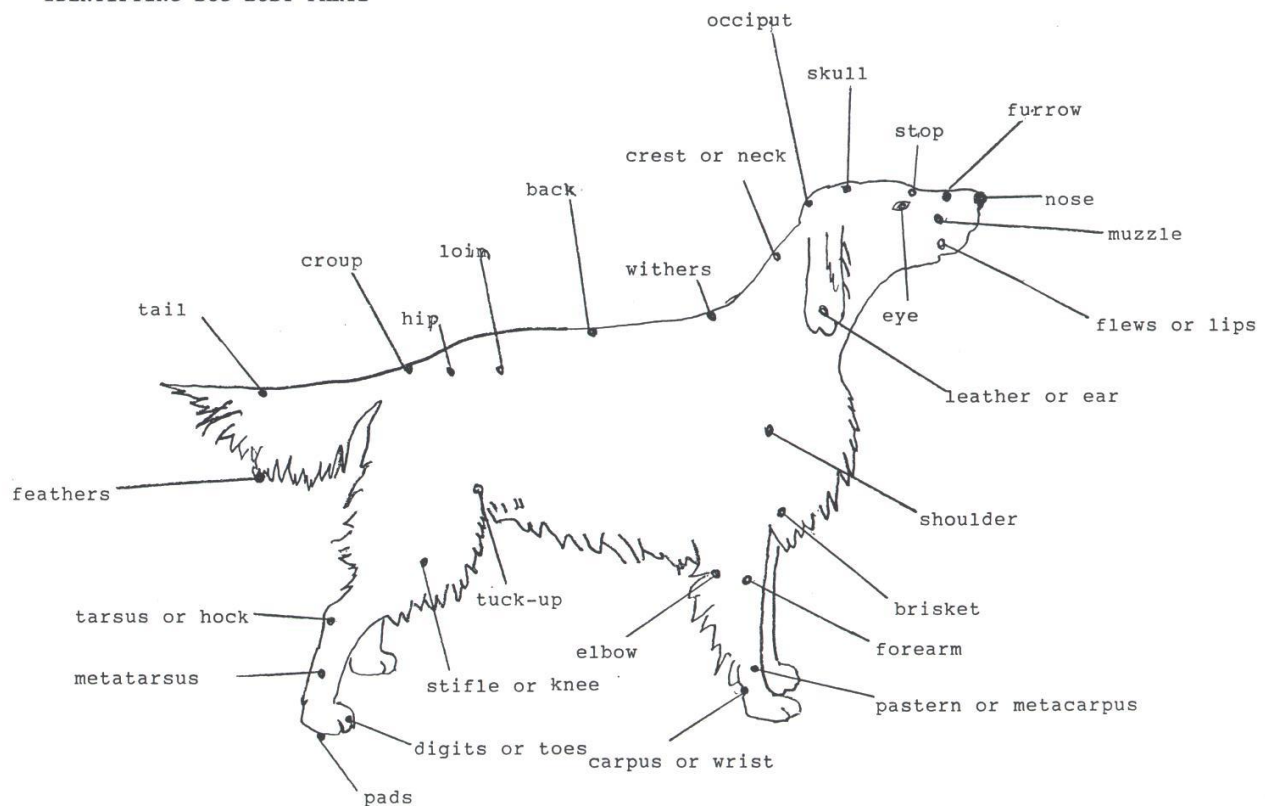 occiput
skull
furrow
stop
crest or neck
back
nose
muzzle
loin
croup
withers
tail
hip
eye
flews or lips
leather or ear
feathers
shoulder
tuck-up
brisket
tarsus or hock
elbow
forearm
metatarsus
stifle or knee
pastern or metacarpus
digits or toes
carpus or wrist
pads